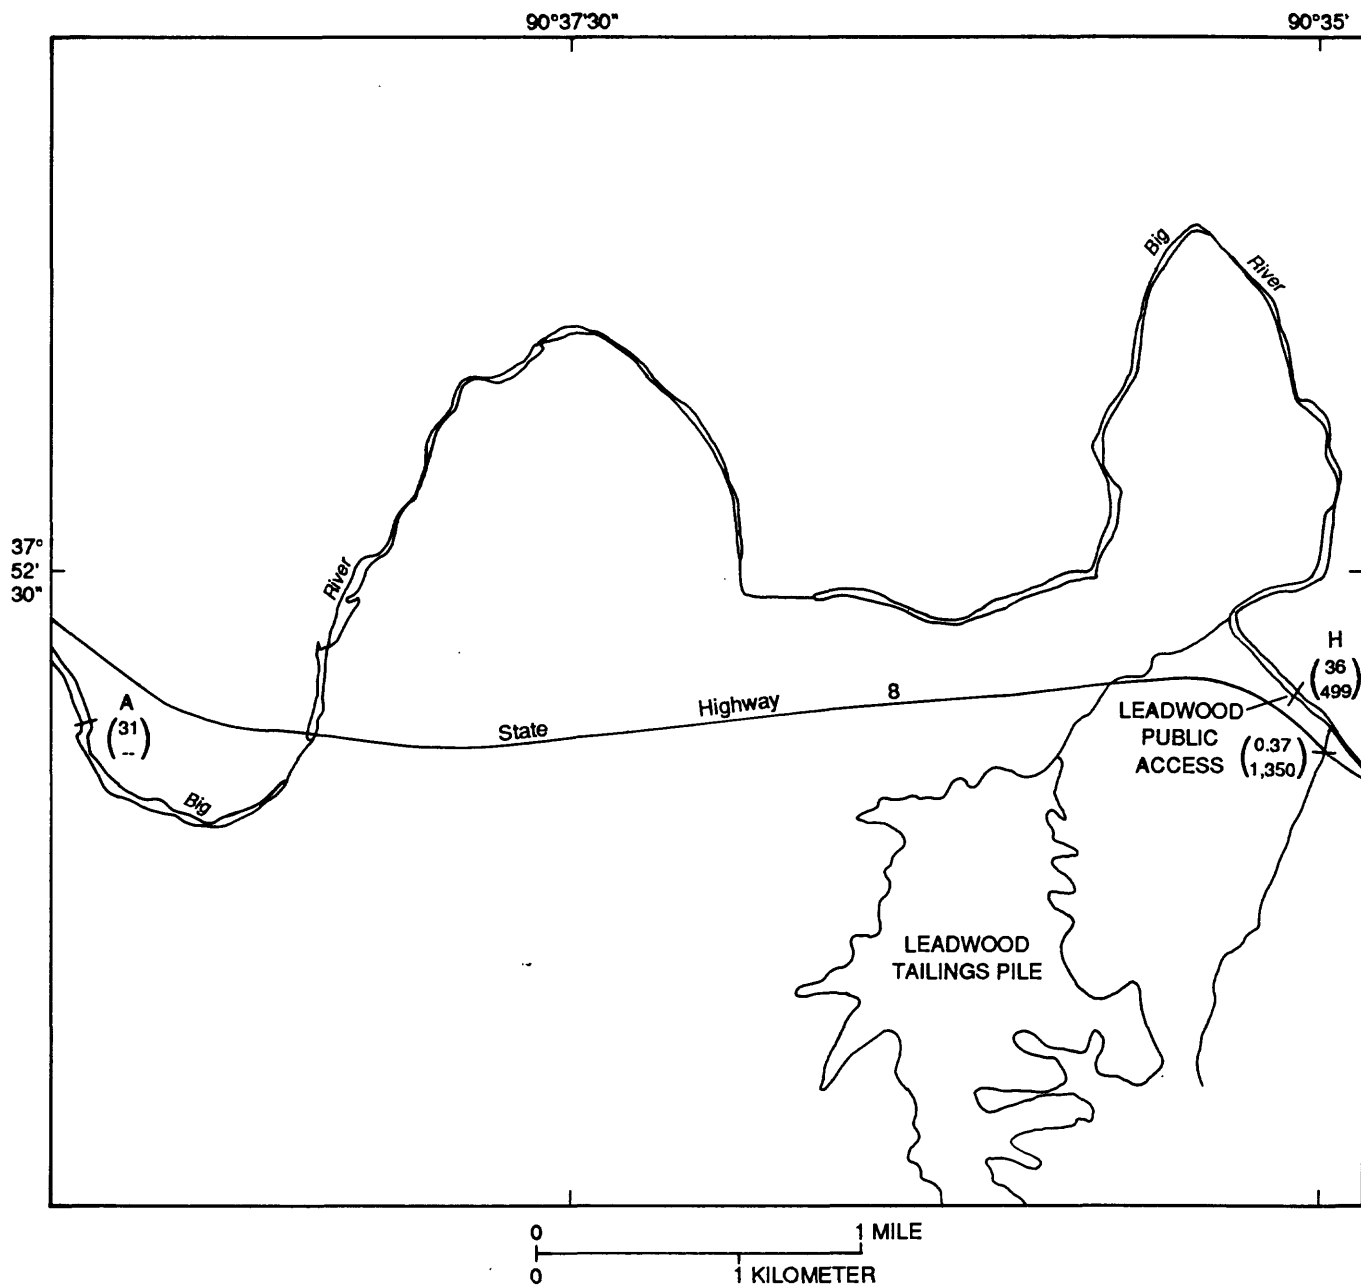 90°37'30"
90°35'
Big
River
37°
52'
30"
River
H
36
499
A
31
--
State
Highway
8
LEADWOOD
PUBLIC
ACCESS
0.37
1,350
Big
LEADWOOD
TAILINGS PILE
0
1 MILE
0
1 KILOMETER